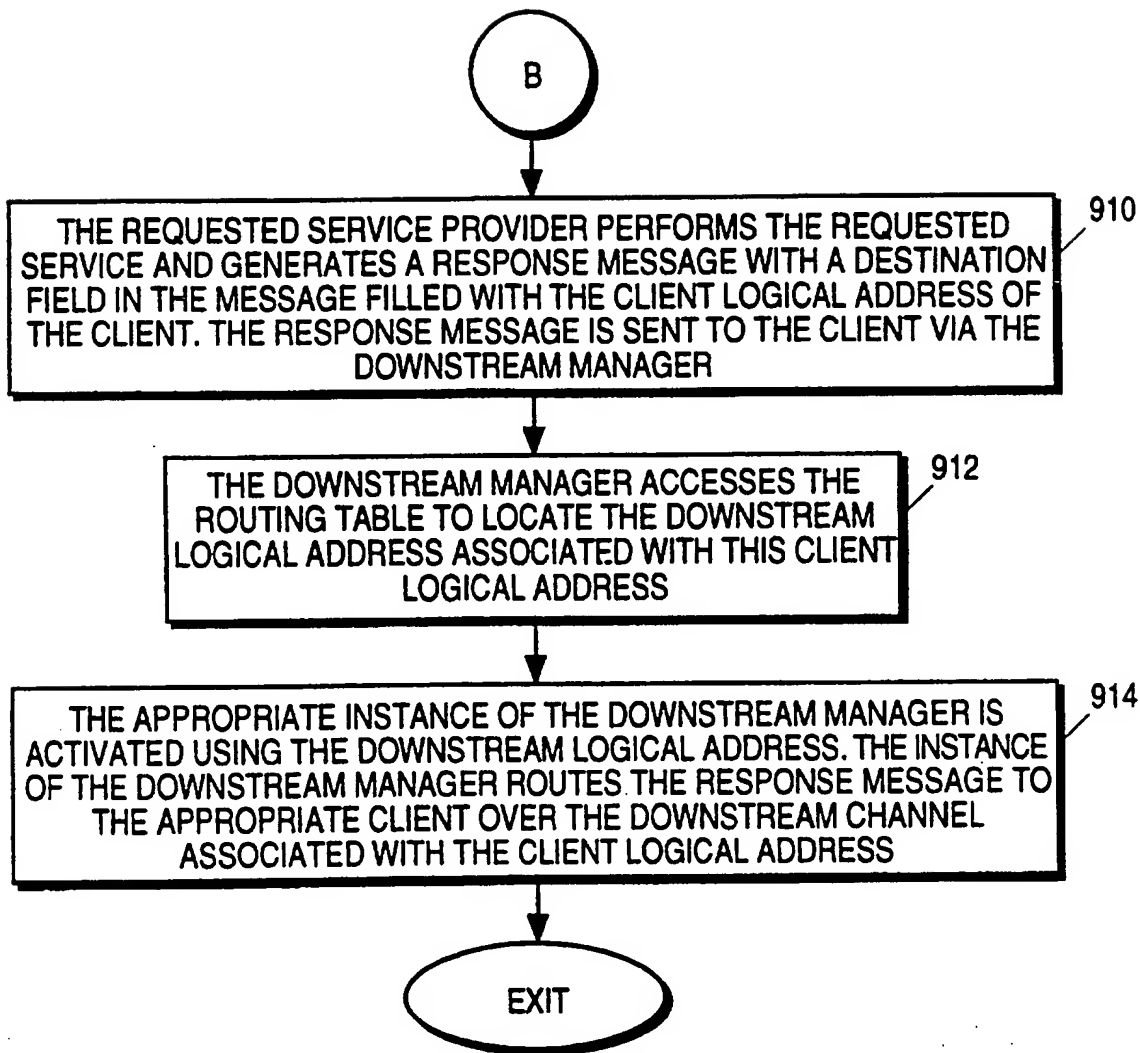 B
910
THE REQUESTED SERVICE PROVIDER PERFORMS THE REQUESTED
SERVICE AND GENERATES A RESPONSE MESSAGE WITH A DESTINATION
FIELD IN THE MESSAGE FILLED WITH THE CLIENT LOGICAL ADDRESS OF
THE CLIENT. THE RESPONSE MESSAGE IS SENT TO THE CLIENT VIA THE
DOWNSTREAM MANAGER
912
THE DOWNSTREAM MANAGER ACCESSES THE
ROUTING TABLE TO LOCATE THE DOWNSTREAM
LOGICAL ADDRESS ASSOCIATED WITH THIS CLIENT
LOGICAL ADDRESS
914
THE APPROPRIATE INSTANCE OF THE DOWNSTREAM MANAGER IS
ACTIVATED USING THE DOWNSTREAM LOGICAL ADDRESS. THE INSTANCE
OF THE DOWNSTREAM MANAGER ROUTES THE RESPONSE MESSAGE TO
THE APPROPRIATE CLIENT OVER THE DOWNSTREAM CHANNEL
ASSOCIATED WITH THE CLIENT LOGICAL ADDRESS
EXIT